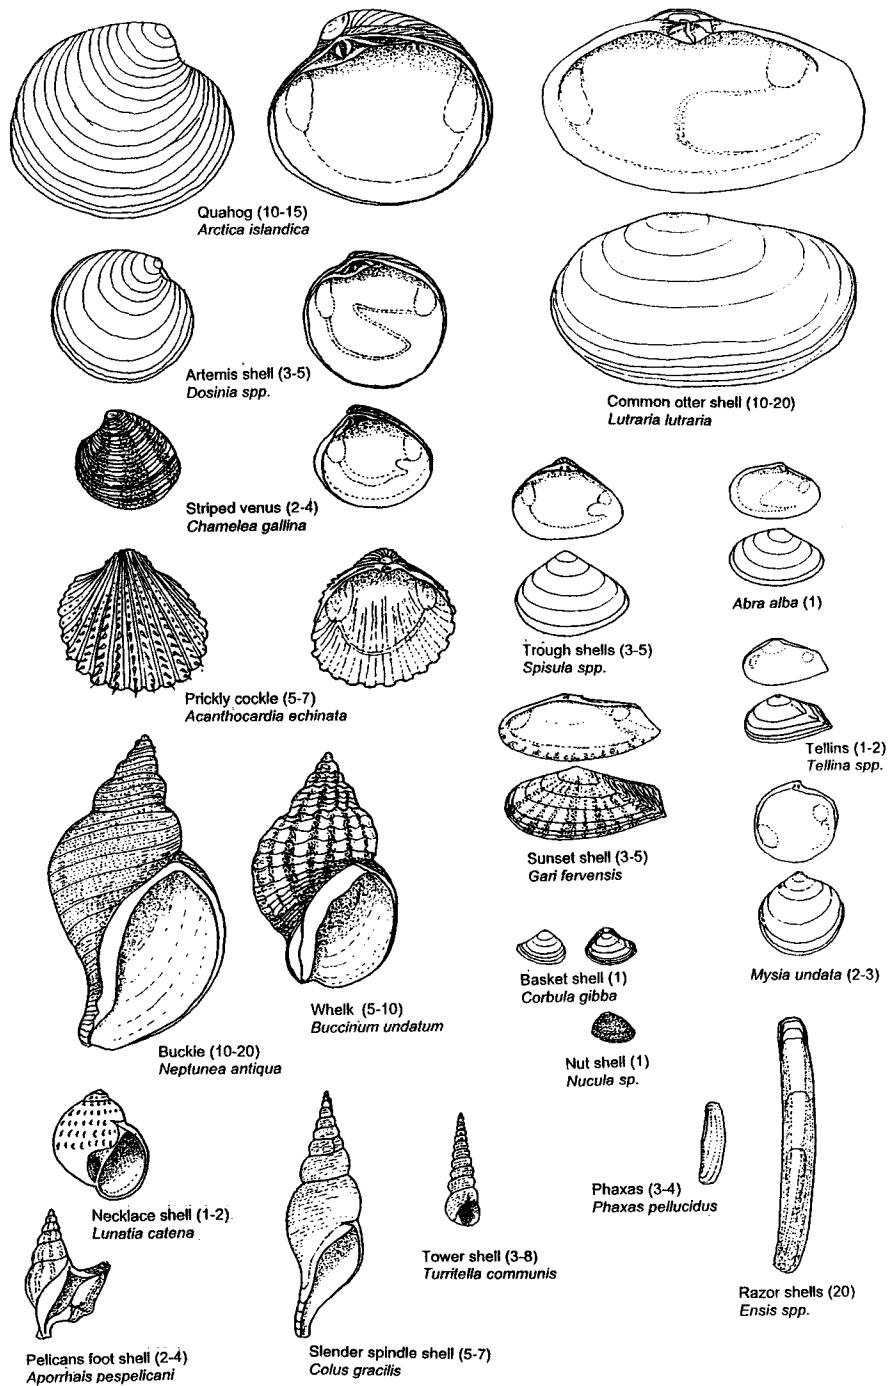 Quahog (10-15)
Arctica islandica
Artemis shell (3-5)
Dosinia spp.
Common otter shell (10-20)
Lutraria lutraria
Striped venus (2-4)
Chamelea gallina
Abra alba (1)
Trough shells (3-5)
Spisula spp.
Prickly cockle (5-7)
Acanthocardia echinata
Tellins (1-2)
Tellina spp.
Sunset shell (3-5)
Gari fervensis
Basket shell (1)
Corbula gibba
Mysia undata (2-3)
Whelk (5-10)
Buccinum undatum
Buckie (10-20)
Neptunea antiqua
Nut shell (1)
Nucula sp.
Phaxas (3-4)
Phaxas pellucidus
Necklace shell (1-2)
Lunatia catena
Tower shell (3-8)
Turritella communis
Razor shells (20)
Ensis spp.
Pelicans foot shell (2-4)
Aporrhais pespelicani
Slender spindle shell (5-7)
Colus gracilis